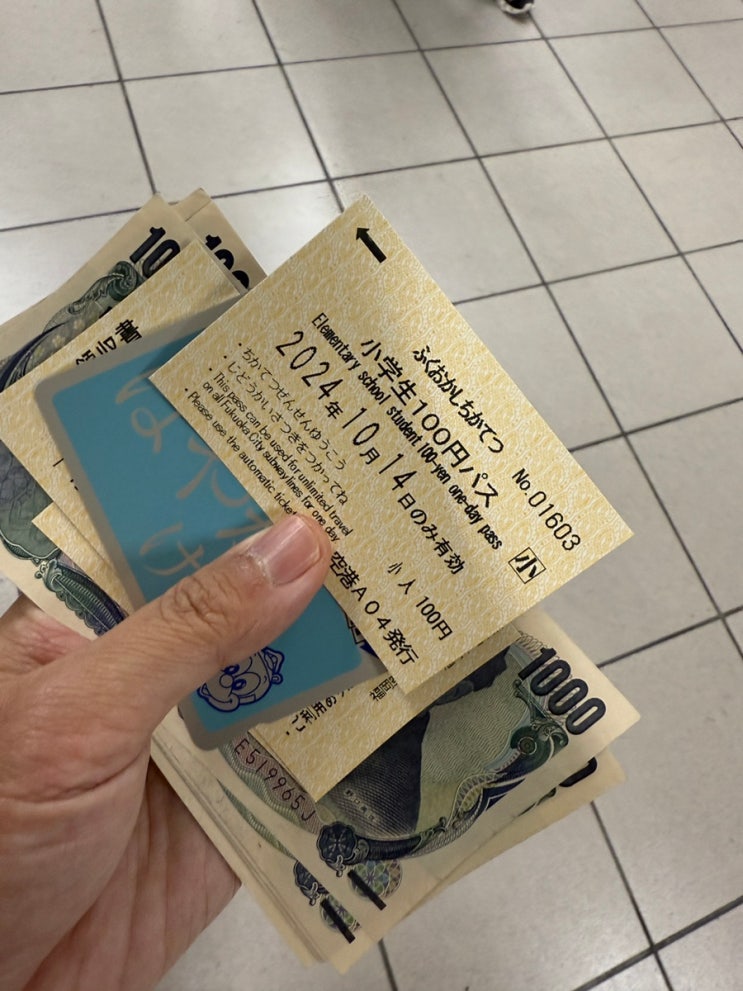 ふくおかしちかてつ No.01603
小学生100円パス
Elementary school student 100-yen one-day pass
2024年10月14日のみ有効
小
・ちかてつぜんせんゆうこう
・じどうかいさつきをつかってね
・This pass can be used for unlimited travel
on all Fukuoka City subway lines for one day
・Please use the automatic ticket
小人 100円
空港A04発行
はやか
け
1000
E519965J